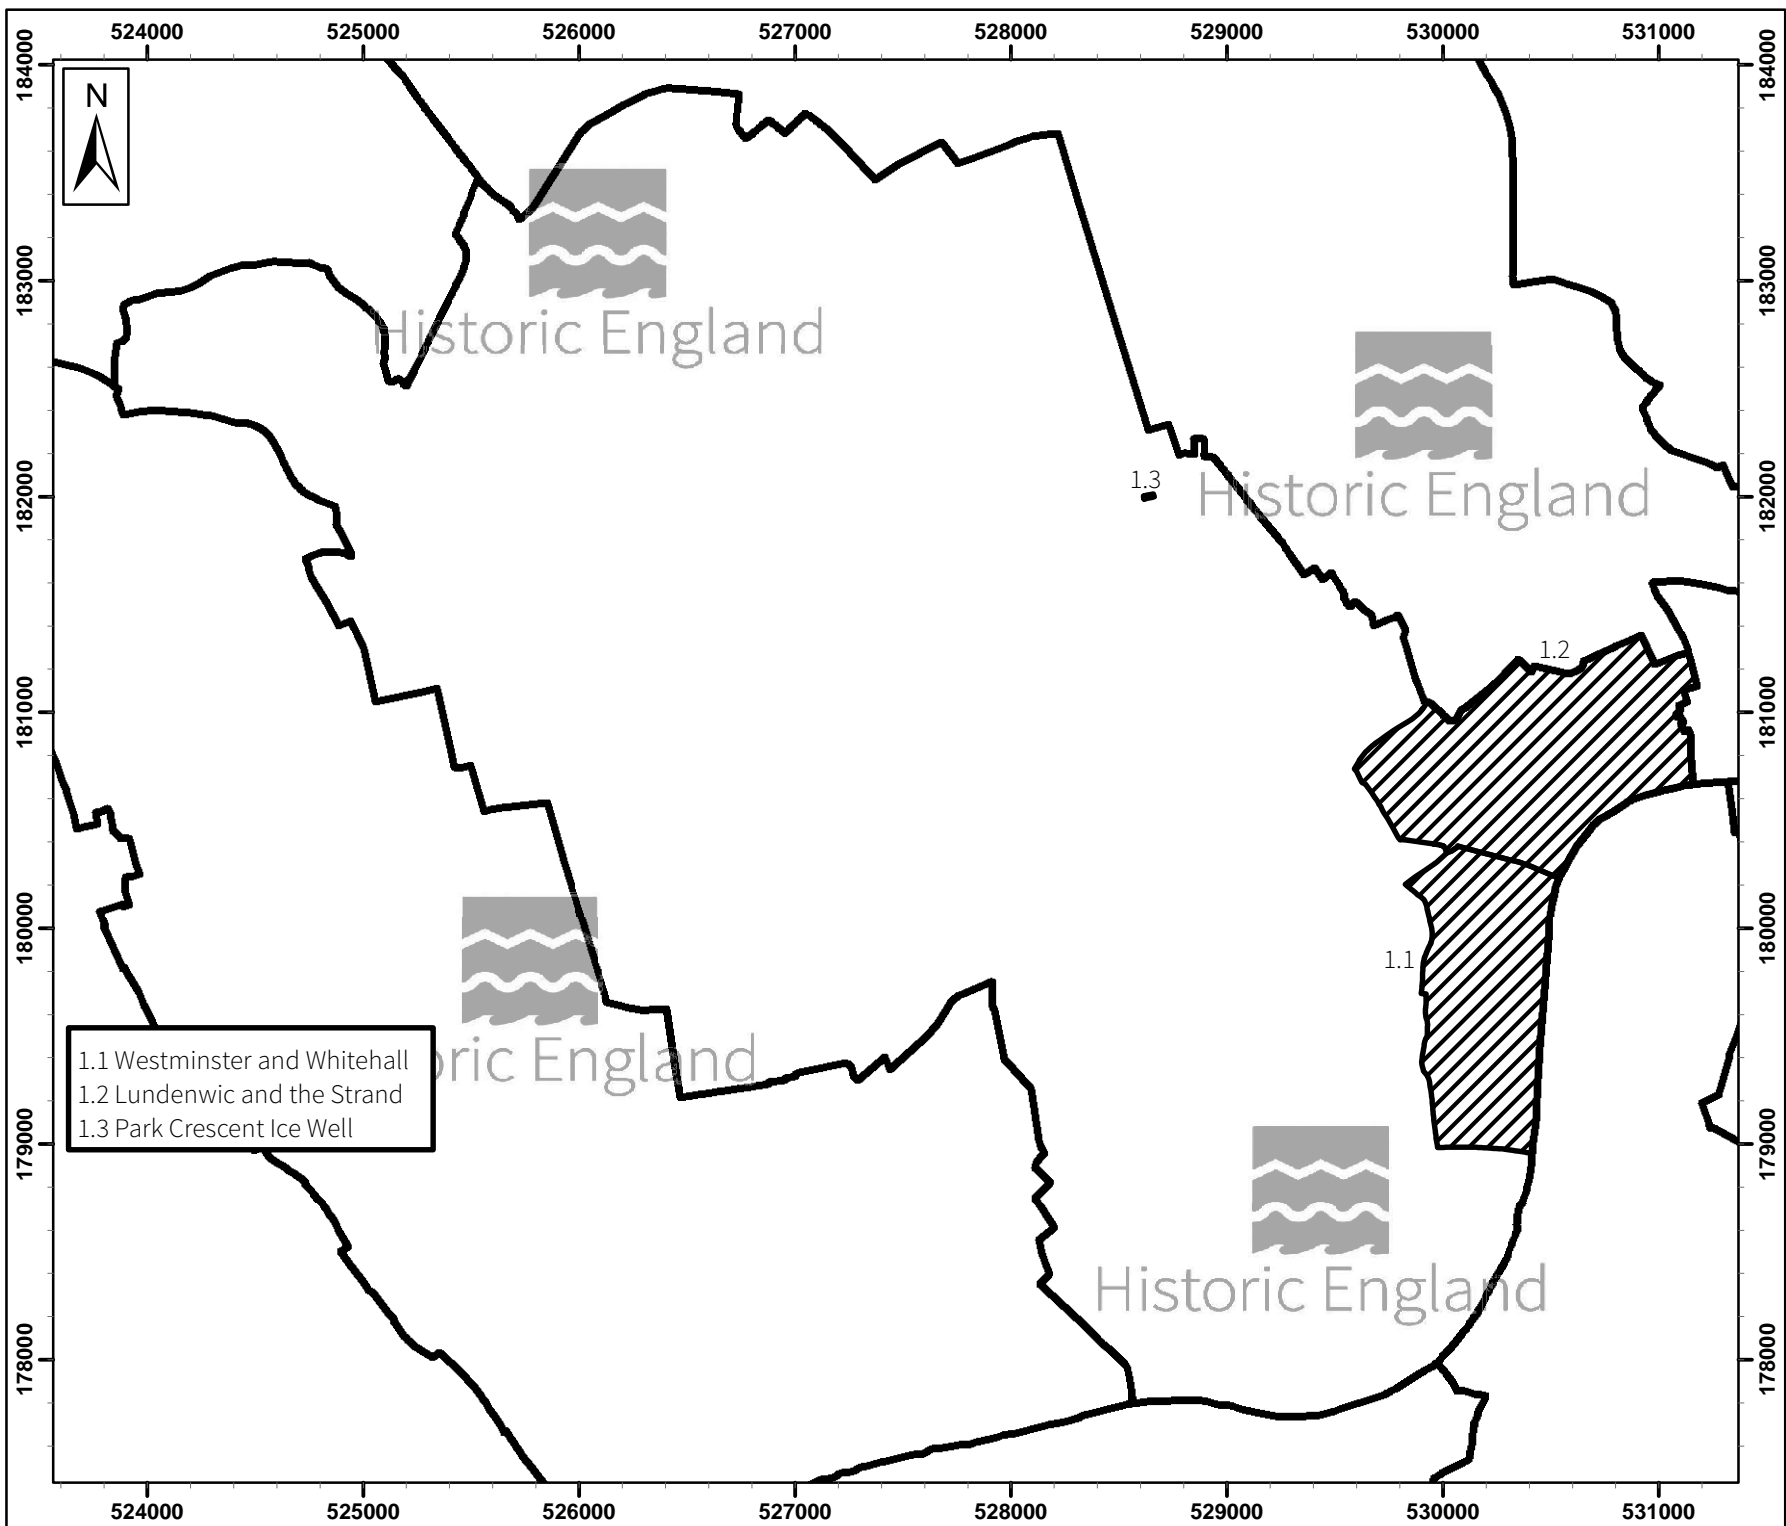 524000 525000 526000 527000 528000 529000 530000 531000
184000
184000
N
183000
183000
Historic England
Historic England
1.3
182000
182000
1.2
181000
181000
180000
180000
1.1
1.1 Westminster and Whitehall
1.2 Lundenwic and the Strand
1.3 Park Crescent Ice Well
oric England
179000
179000
Historic England
178000
178000
524000 525000 526000 527000 528000 529000 530000 531000